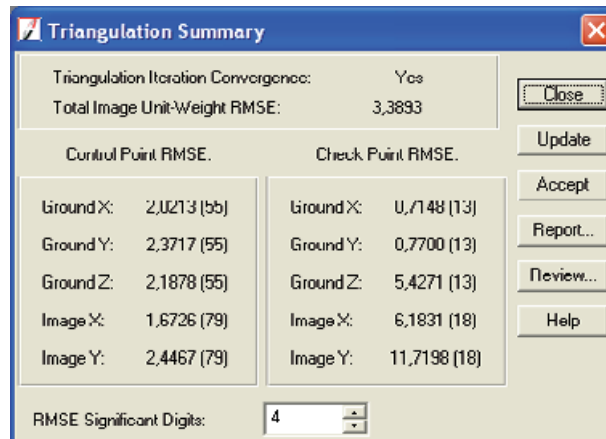 Triangulation Summary
Triangulation Iteration Convergence: Yes
Total Image Unit-Weight RMSE: 3,3893
Control Point RMSE.
Ground X: 2,0213 (55)
Ground Y: 2,3717 (55)
Ground Z: 2,1878 (55)
Image X: 1,6726 (79)
Image Y: 2,4467 (79)
Check Point RMSE.
Ground X: 0,7148 (13)
Ground Y: 0,7700 (13)
Ground Z: 5,4271 (13)
Image X: 6,1831 (18)
Image Y: 11,7198 (18)
RMSE Significant Digits: 4
Close
Update
Accept
Report...
Review...
Help